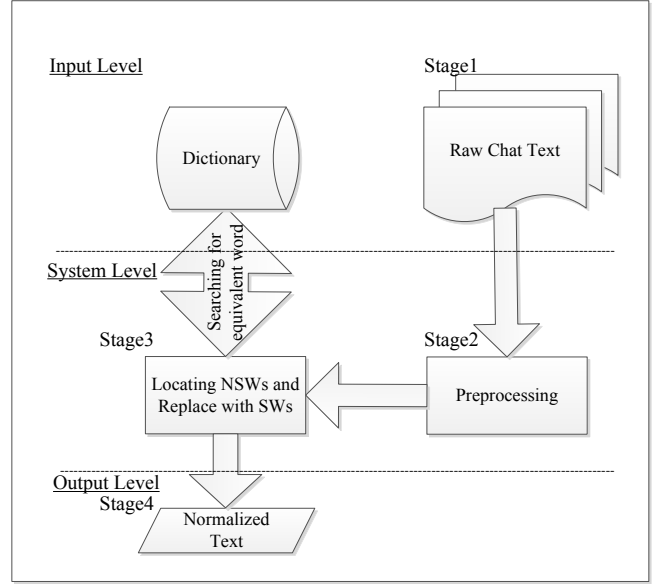 Input Level
Stage1
Dictionary
Raw Chat Text
System Level
Searching for
equivalent word
Stage3
Stage2
Locating NSWs and
Replace with SWs
Preprocessing
Output Level
Stage4
Normalized
Text